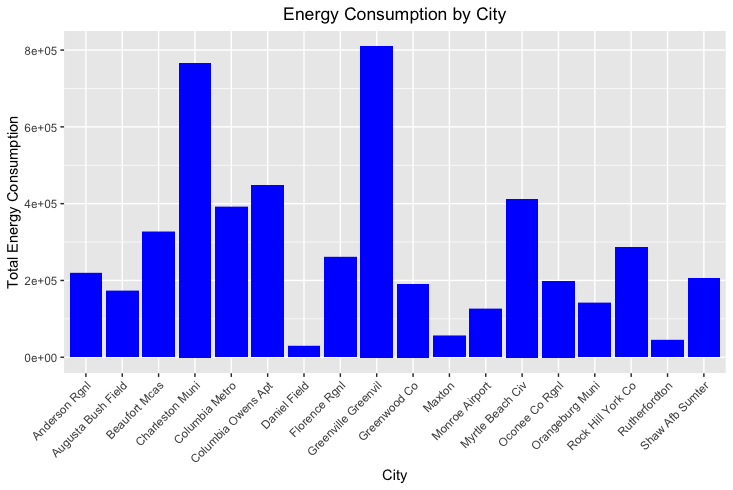 Energy Consumption by City
Total Energy Consumption
8e+05
6e+05
4e+05
2e+05
0e+00
Anderson Rgnl
Augusta Bush Field
Beaufort Mcas
Charleston Muni
Columbia Metro
Columbia Owens Apt
Daniel Field
Florence Rgnl
Greenville Greenvil
Greenwood Co
Maxton
Monroe Airport
Myrtle Beach Civ
Oconee Co Rgnl
Orangeburg Muni
Rock Hill York Co
Rutherfordton
Shaw Afb Sumter
City